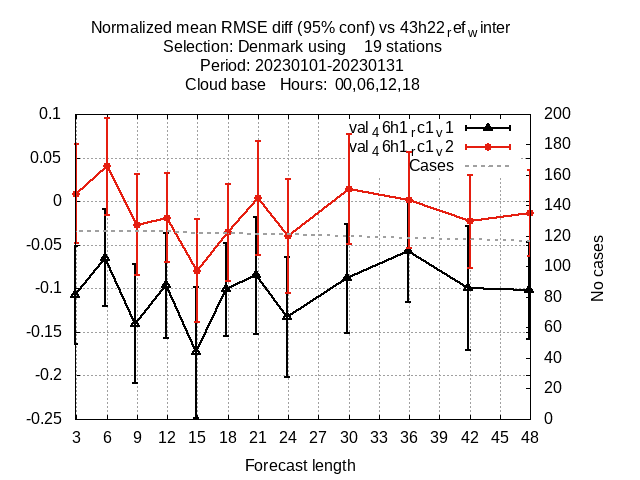 Normalized mean RMSE diff (95% conf) vs 43h22refwinter
Selection: Denmark using 19 stations
Period: 20230101-20230131
Cloud base Hours: 00,06,12,18
0.1
0.05
0
-0.05
-0.1
-0.15
-0.2
-0.25
200
180
160
140
120
100
80
60
40
20
0
val46h1rc1v1
val46h1rc1v2
Cases
No cases
3 6 9 12 15 18 21 24 27 30 33 36 39 42 45 48
Forecast length